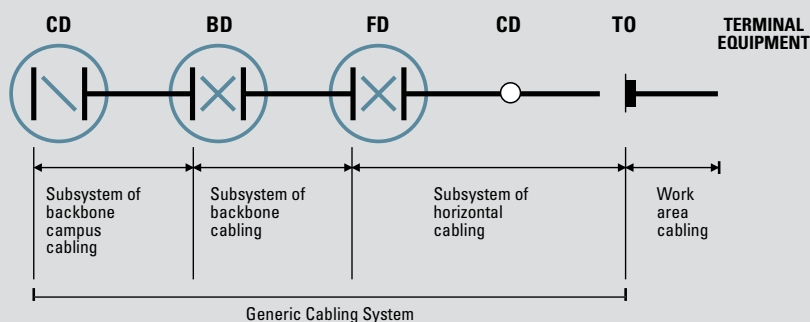 CD BD FD CD TO TERMINAL
EQUIPMENT
Subsystem of
backbone
campus
cabling
Subsystem of
backbone
cabling
Subsystem of
horizontal
cabling
Work
area
cabling
Generic Cabling System